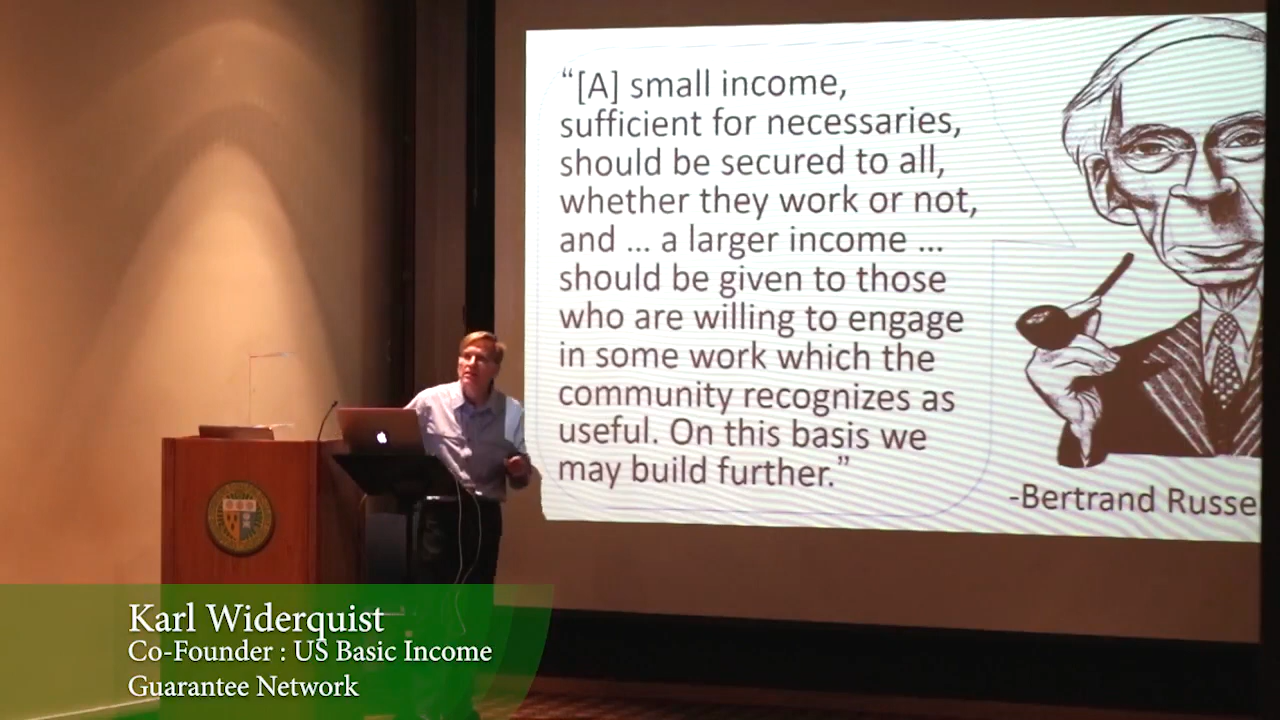 “[A] small income,
sufficient for necessaries,
should be secured to all,
whether they work or not,
and ... a larger income ...
should be given to those
who are willing to engage
in some work which the
community recognizes as
useful. On this basis we
may build further.”
-Bertrand Russe
Karl Widerquist
Co-Founder : US Basic Income
Guarantee Network